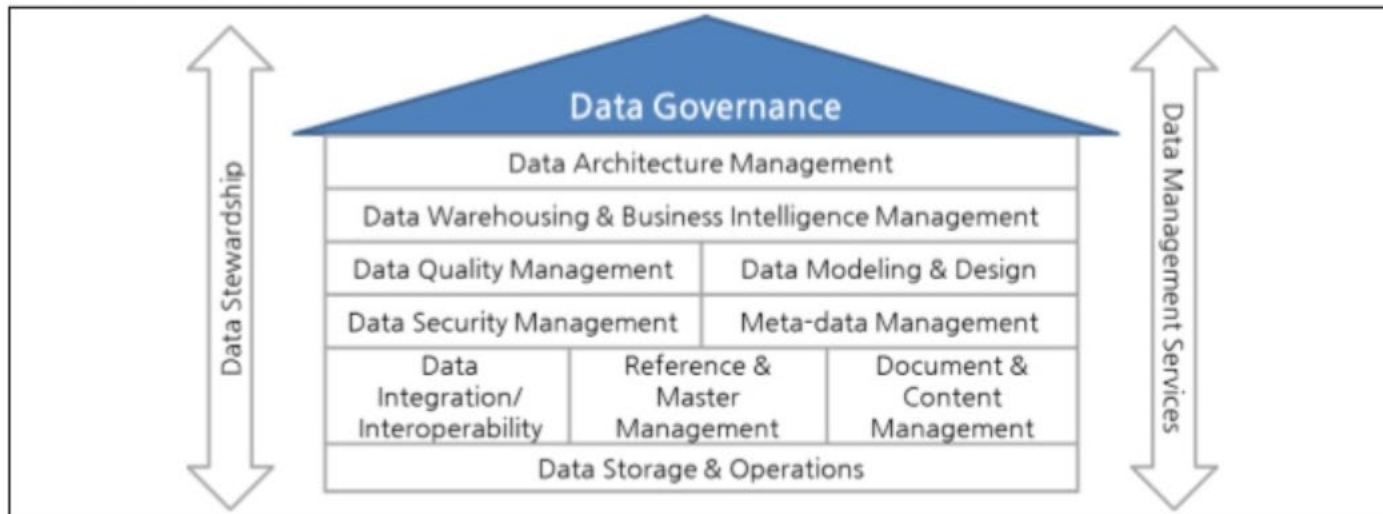 Data Governance
Data Stewardship
Data Management Services
Data Architecture Management
Data Warehousing & Business Intelligence Management
Data Quality Management
Data Modeling & Design
Data Security Management
Meta-data Management
Data
Integration/
Interoperability
Reference &
Master
Management
Document &
Content
Management
Data Storage & Operations